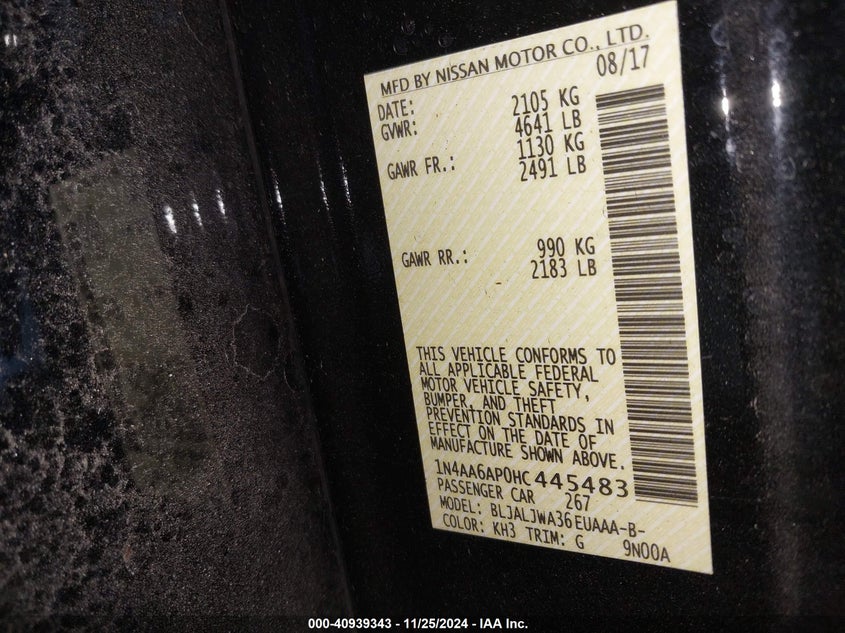 MFD BY NISSAN MOTOR CO., LTD.
DATE: 08/17
GVWR: 2105 KG
4641 LB
GAWR FR.: 1130 KG
2491 LB
GAWR RR.: 990 KG
2183 LB
THIS VEHICLE CONFORMS TO
ALL APPLICABLE FEDERAL
MOTOR VEHICLE SAFETY,
BUMPER, AND THEFT
PREVENTION STANDARDS IN
EFFECT ON THE DATE OF
MANUFACTURE SHOWN ABOVE.
1N4AA6AP0HC445483
PASSENGER CAR 267
MODEL: BLJALJWA36EUAAA-B-
COLOR: KH3 TRIM: G 9N00A
000-40939343 - 11/25/2024 - IAA Inc.